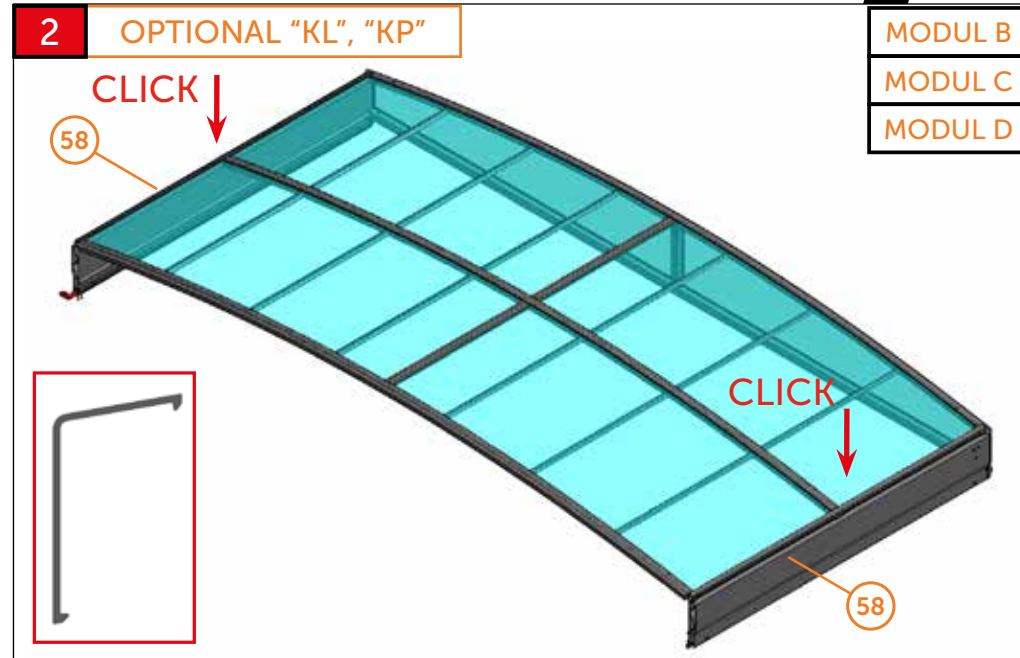 2
OPTIONAL “KL”, “KP”
MODUL B
MODUL C
MODUL D
CLICK
58
CLICK
58